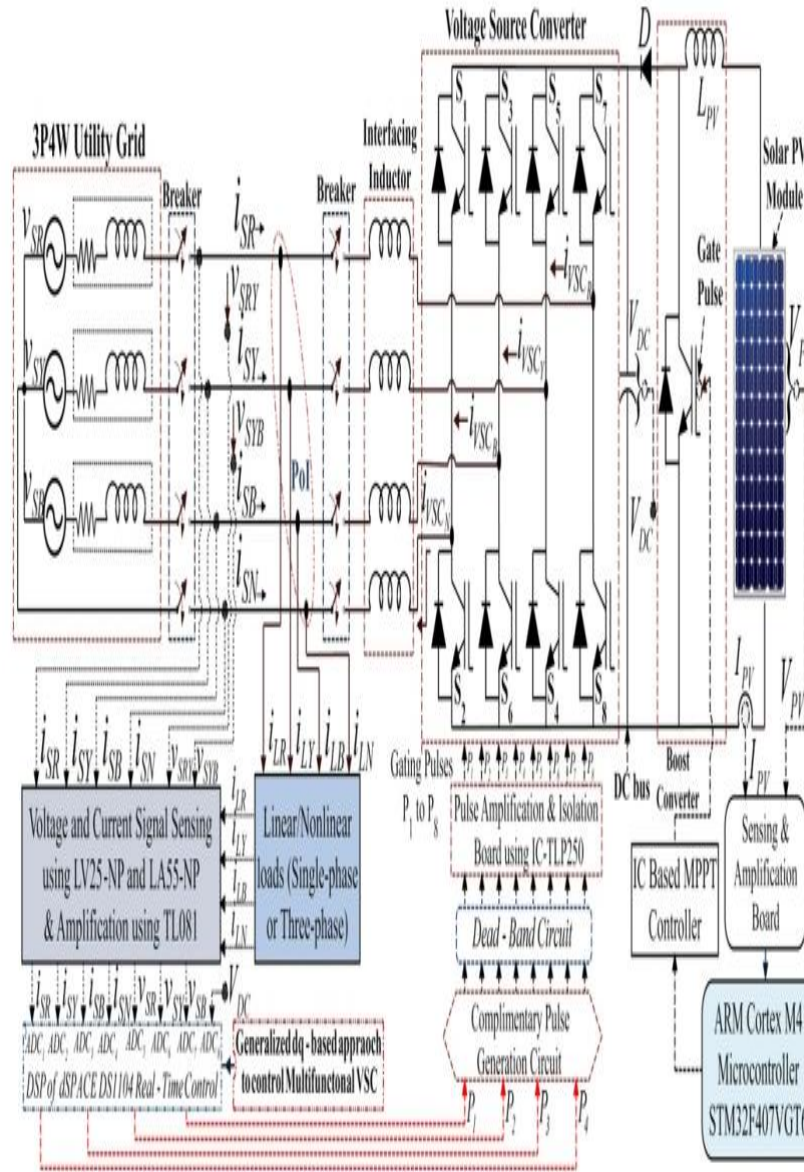 Voltage Source Converter
D
L_PV
3P4W Utility Grid
Interfacing
Inductor
Solar PV
Module
Breaker
Breaker
S_1
S_3
S_5
S_7
v_SR
i_SR
v_SRY
Gate
Pulse
i_VSC_R
V_DC
v_SY
i_SY
i_VSC_Y
v_SYB
PoI
i_VSC_B
v_SB
i_SB
i_VSC_N
V_DC
i_SN
S_2
S_6
S_4
S_8
I_PV
V_PV
I_PV
i_SR
i_SY
i_SB
i_SN
v_SRY
v_SYB
i_LR
i_LY
i_LB
i_LN
Gating Pulses
P_1 to P_8
DC bus
Boost
Converter
Voltage and Current Signal Sensing
using LV25-NP and LA55-NP
& Amplification using TL081
i_LR
i_LY
i_LB
i_LN
Linear/Nonlinear
loads (Single-phase
or Three-phase)
Pulse Amplification & Isolation
Board using IC-TLP250
Dead - Band Circuit
Complimentary Pulse
Generation Circuit
IC Based MPPT
Controller
Sensing &
Amplification
Board
ARM Cortex M4
Microcontroller
i_SR
i_SY
i_SB
i_SN
v_SR
v_SY
v_SB
V_DC
DSP of dSPACE DS1104 Real - Time Control
Generalized dq - based approach
to control Multifunctonal VSC
P_1
P_2
P_3
P_4